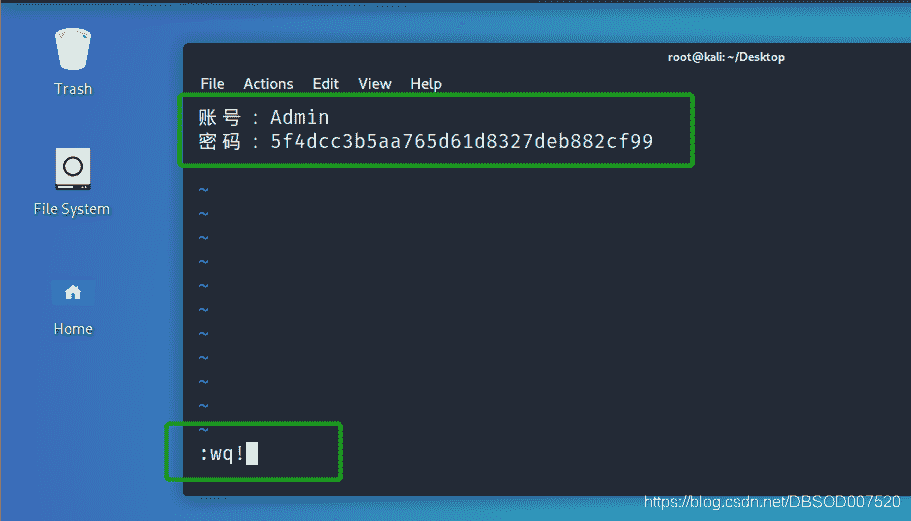 root@kali: ~/Desktop
File Actions Edit View Help
Trash
File System
Home
账号：Admin
密码：5f4dcc3b5aa765d61d8327deb882cf99
~
~
~
~
~
~
~
~
~
~
~
:wq!
https://blog.csdn.net/DBSOD007520